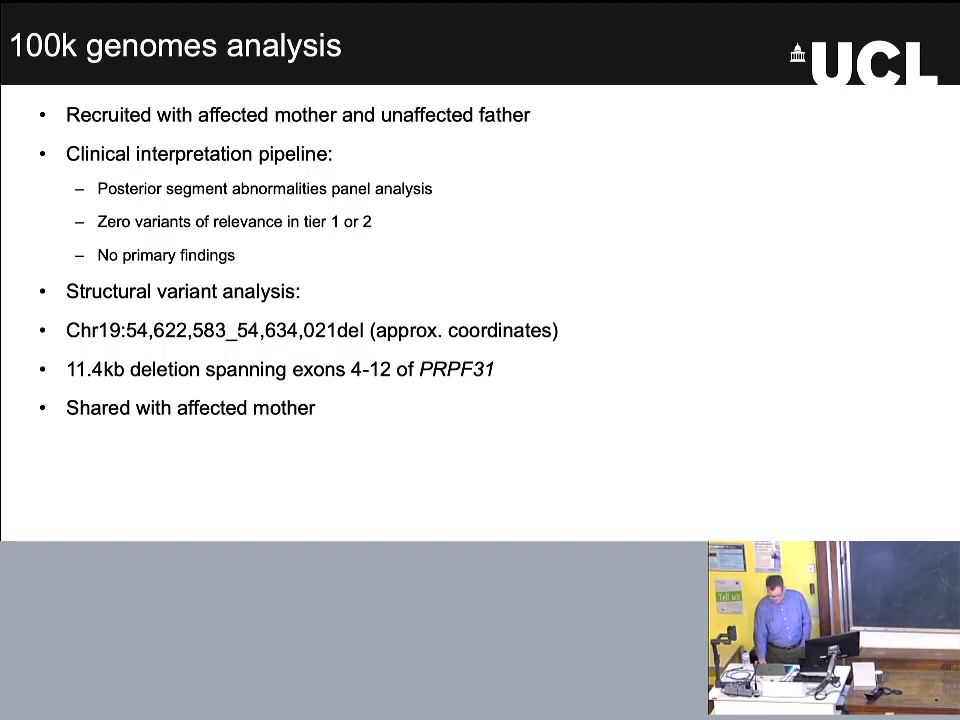 100k genomes analysis
UCL
• Recruited with affected mother and unaffected father
• Clinical interpretation pipeline:
– Posterior segment abnormalities panel analysis
– Zero variants of relevance in tier 1 or 2
– No primary findings
• Structural variant analysis:
• Chr19:54,622,583_54,634,021del (approx. coordinates)
• 11.4kb deletion spanning exons 4-12 of PRPF31
• Shared with affected mother
Tell us